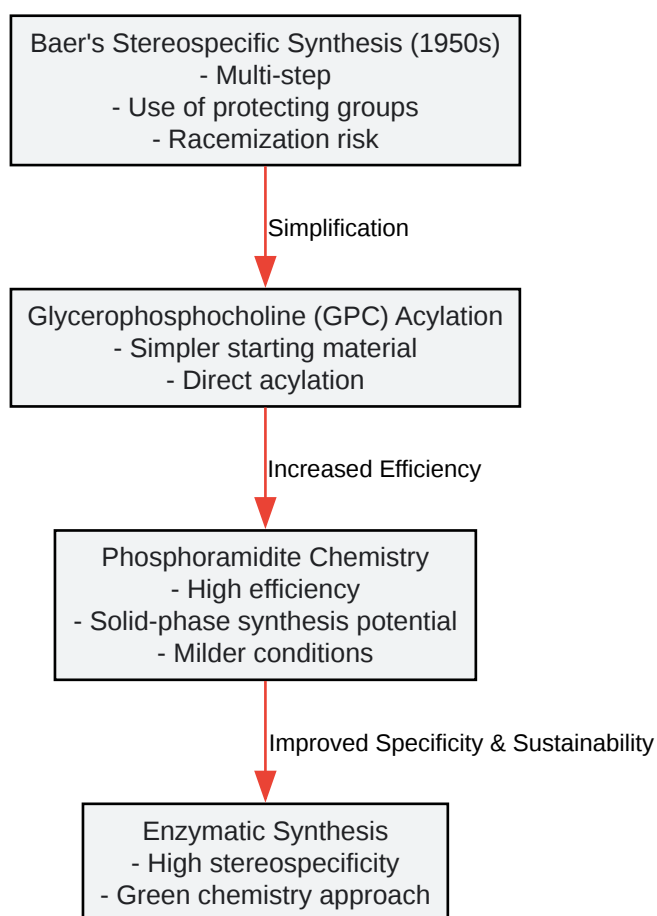 Baer's Stereospecific Synthesis (1950s)
- Multi-step
- Use of protecting groups
- Racemization risk
Simplification
Glycerophosphocholine (GPC) Acylation
- Simpler starting material
- Direct acylation
Increased Efficiency
Phosphoramidite Chemistry
- High efficiency
- Solid-phase synthesis potential
- Milder conditions
Improved Specificity & Sustainability
Enzymatic Synthesis
- High stereospecificity
- Green chemistry approach